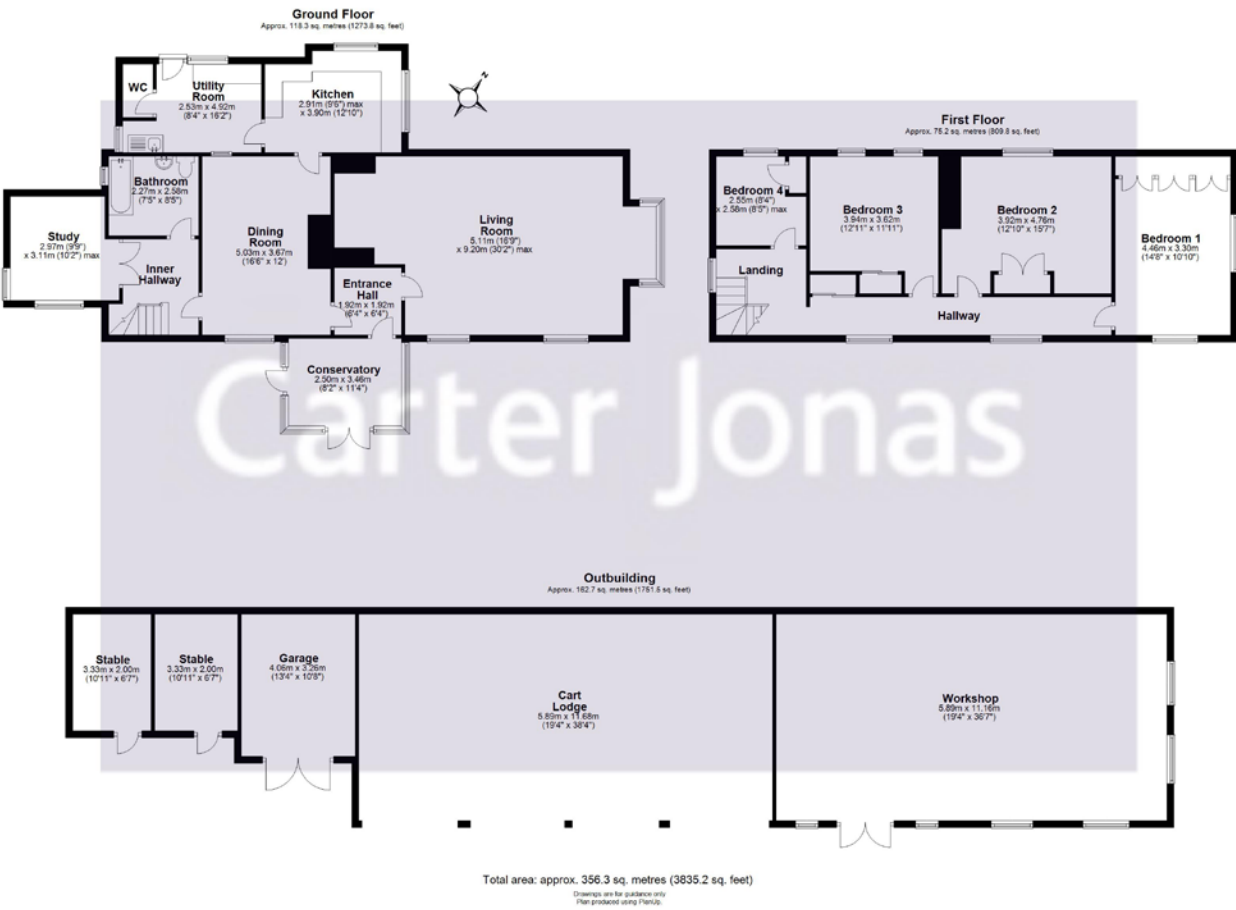 Ground Floor
Approx. 118.3 sq. metres (1273.8 sq. feet)
WC
Utility
Room
2.53m x 4.92m
(8'4" x 16'2")
Kitchen
2.91m (9'6") max
x 3.90m (12'10")
N
Bathroom
2.27m x 2.58m
(7'5" x 8'5")
Study
2.97m (9'9")
x 3.11m (10'2") max
Inner
Hallway
Dining
Room
5.03m x 3.67m
(16'6" x 12')
Entrance
Hall
1.92m x 1.92m
(6'4" x 6'4")
Living
Room
5.11m (16'9")
x 9.20m (30'2") max
Conservatory
2.50m x 3.46m
(8'2" x 11'4")
First Floor
Approx. 75.2 sq. metres (809.8 sq. feet)
Bedroom 4
2.55m (8'4")
x 2.58m (8'5") max
Bedroom 3
3.94m x 3.62m
(12'11" x 11'11")
Bedroom 2
3.92m x 4.76m
(12'10" x 15'7")
Bedroom 1
4.46m x 3.30m
(14'8" x 10'10")
Landing
Hallway
Carter Jonas
Outbuilding
Approx. 162.7 sq. metres (1751.5 sq. feet)
Stable
3.33m x 2.00m
(10'11" x 6'7")
Stable
3.33m x 2.00m
(10'11" x 6'7")
Garage
4.06m x 3.26m
(13'4" x 10'8")
Cart
Lodge
5.89m x 11.68m
(19'4" x 38'4")
Workshop
5.89m x 11.16m
(19'4" x 36'7")
Total area: approx. 356.3 sq. metres (3835.2 sq. feet)
Drawings are for guidance only
Plan produced using PlanUp.